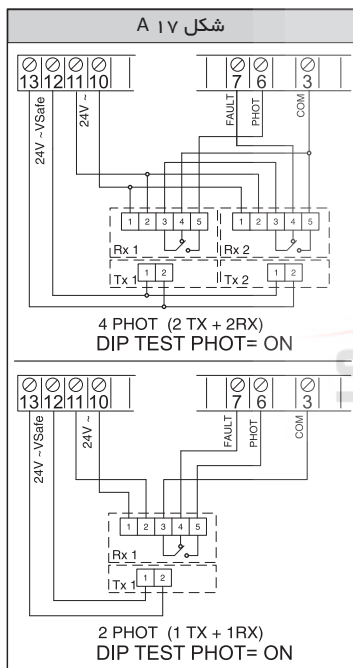 شکل ۱۷ A
13 12 11 10 7 6 3
24V ~VSafe 24V ~ FAULT PHOT COM
1 2 3 4 5 1 2 3 4 5
Rx 1 Rx 2
1 2 1 2
Tx 1 Tx 2
4 PHOT (2 TX + 2RX)
DIP TEST PHOT= ON
13 12 11 10 7 6 3
24V ~VSafe 24V ~ FAULT PHOT COM
1 2 3 4 5
Rx 1
1 2
Tx 1
2 PHOT (1 TX + 1RX)
DIP TEST PHOT= ON